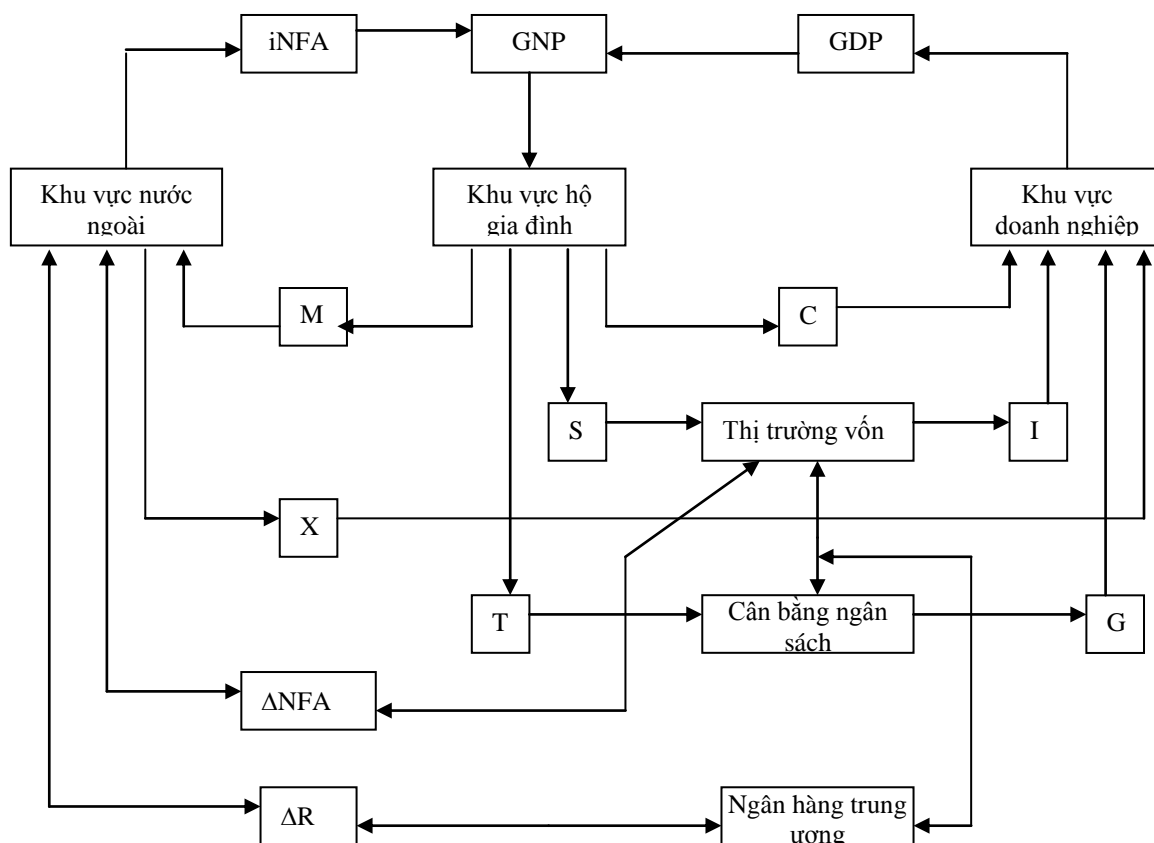 iNFA
GNP
GDP
Khu vực nước
ngoài
Khu vực hộ
gia đình
Khu vực
doanh nghiệp
M
C
S
Thị trường vốn
I
X
T
Cân bằng ngân
sách
G
ΔNFA
ΔR
Ngân hàng trung
ương